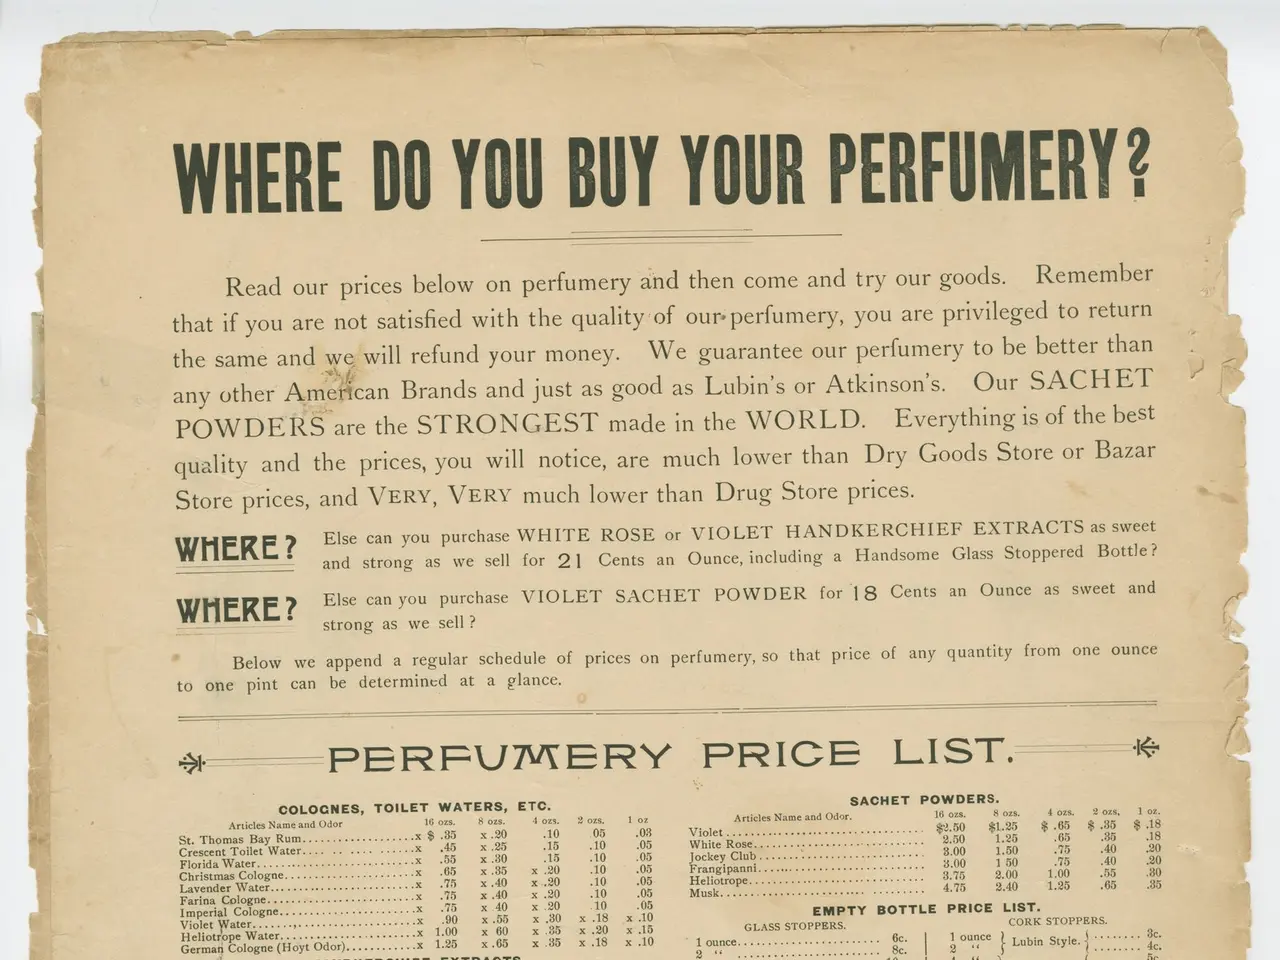 WHERE DO YOU BUY YOUR PERFUMERY?
Read our prices below on perfumery and then come and try our goods. Remember
that if you are not satisfied with the quality of our perfumery, you are privileged to return
the same and we will refund your money. We guarantee our perfumery to be better than
any other American Brands and just as good as Lubin's or Atkinson's. Our SACHET
POWDERS are the STRONGEST made in the WORLD. Everything is of the best
quality and the prices, you will notice, are much lower than Dry Goods Store or Bazar
Store prices, and VERY, VERY much lower than Drug Store prices.
WHERE? Else can you purchase WHITE ROSE or VIOLET HANDKERCHIEF EXTRACTS as sweet
and strong as we sell for 21 Cents an Ounce, including a Handsome Glass Stoppered Bottle?
WHERE? Else can you purchase VIOLET SACHET POWDER for 18 Cents an Ounce as sweet and
strong as we sell?
Below we append a regular schedule of prices on perfumery, so that price of any quantity from one ounce
to one pint can be determined at a glance.
PERFUMERY PRICE LIST.
COLOGNES, TOILET WATERS, ETC.
Articles Name and Odor 16 ozs. 8 ozs. 4 ozs. 2 ozs. 1 oz
St. Thomas Bay Rum x $ .35 x .20 .10 05 .03
Crescent Toilet Water x .45 x .25 .15 .10 .05
Florida Water x .55 x .30 .15 .10 .05
Christmas Cologne x .65 x .35 x .20 .10 .05
Lavender Water x .75 x .40 x .20 .10 .05
Farina Cologne x .75 x .40 x .20 .10 .05
Imperial Cologne x .75 x 40 x .20 .10 .05
Violet Water x .90 x .55 x .30 x .18 x .10
Heliotrope Water x 1.00 x 60 x .35 x .20 x .15
German Cologne (Hoyt Odor) x 1.25 x .65 x .35 x .18 x .10
SACHET POWDERS.
Articles Name and Odor. 16 ozs. 8 ozs. 4 ozs. 2 ozs. 1 oz.
Violet $2.50 $1.25 $ .65 $ .35 $ .18
White Rose 2.50 1.25 .65 .35 .18
Jockey Club 3.00 1.50 .75 .40 .20
Frangipanni 3.00 1 50 .75 .40 .20
Heliotrope 3.75 2.00 1.00 .55 .30
Musk 4.75 2.40 1.25 .65 .35
EMPTY BOTTLE PRICE LIST.
GLASS STOPPERS. CORK STOPPERS.
1 ounce 6c. 1 ounce Lubin Style. 3c.
2 " 8c. 2 " 4c.